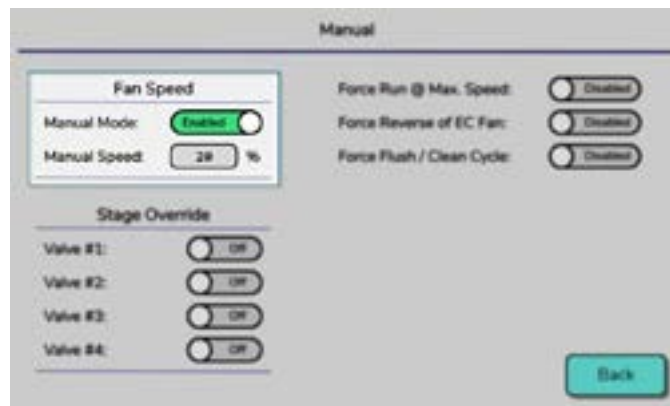 Manual
Fan Speed
Manual Mode: Enabled
Manual Speed: 20 %
Stage Override
Valve #1: Off
Valve #2: Off
Valve #3: Off
Valve #4: Off
Force Run @ Max. Speed: Disabled
Force Reverse of EC Fan: Disabled
Force Flush / Clean Cycle: Disabled
Back